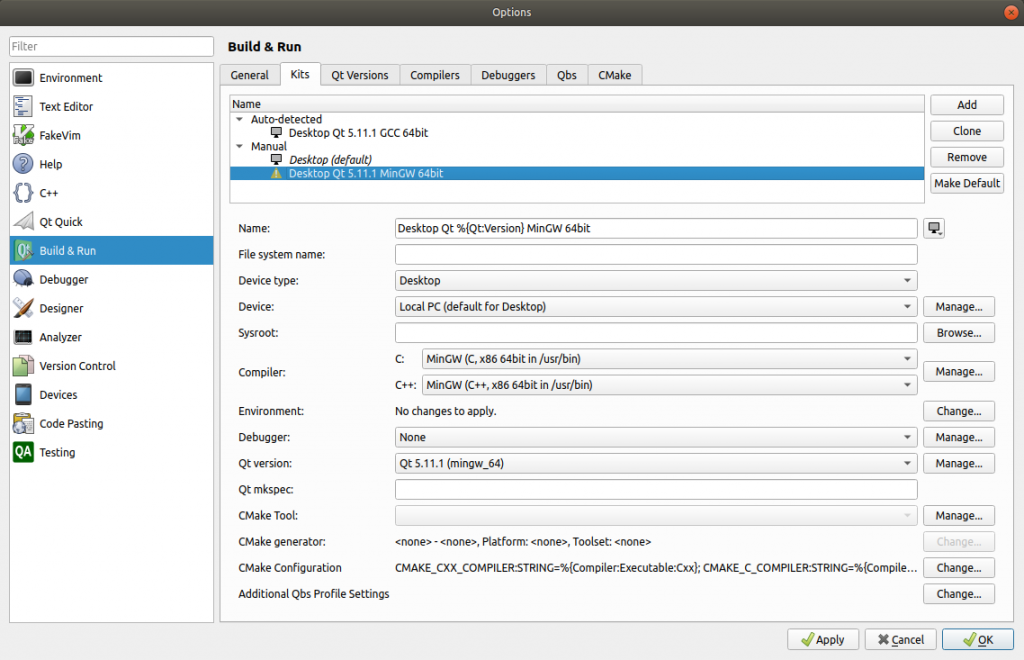 Options
Filter
Environment
Text Editor
FakeVim
Help
C++
Qt Quick
Build & Run
Debugger
Designer
Analyzer
Version Control
Devices
Code Pasting
QA Testing
Build & Run
General Kits Qt Versions Compilers Debuggers Qbs CMake
Name
Auto-detected
Desktop Qt 5.11.1 GCC 64bit
Manual
Desktop (default)
Desktop Qt 5.11.1 MinGW 64bit
Add
Clone
Remove
Make Default
Name: Desktop Qt %{Qt:Version} MinGW 64bit
File system name:
Device type: Desktop
Device: Local PC (default for Desktop) Manage...
Sysroot: Browse...
Compiler: C: MinGW (C, x86 64bit in /usr/bin) Manage...
C++: MinGW (C++, x86 64bit in /usr/bin)
Environment: No changes to apply. Change...
Debugger: None Manage...
Qt version: Qt 5.11.1 (mingw_64) Manage...
Qt mkspec:
CMake Tool: Manage...
CMake generator: <none> - <none>, Platform: <none>, Toolset: <none> Change...
CMake Configuration CMAKE_CXX_COMPILER:STRING=%{Compiler:Executable:Cxx}; CMAKE_C_COMPILER:STRING=%{Compile... Change...
Additional Qbs Profile Settings Change...
Apply Cancel OK